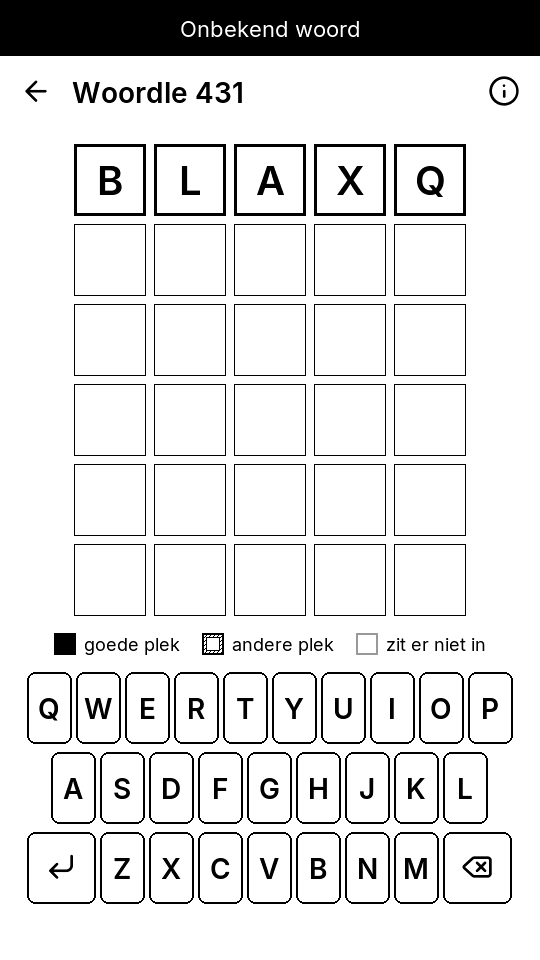 Onbekend woord
Woordle 431
B L A X Q
goede plek andere plek zit er niet in
Q W E R T Y U I O P
A S D F G H J K L
Z X C V B N M